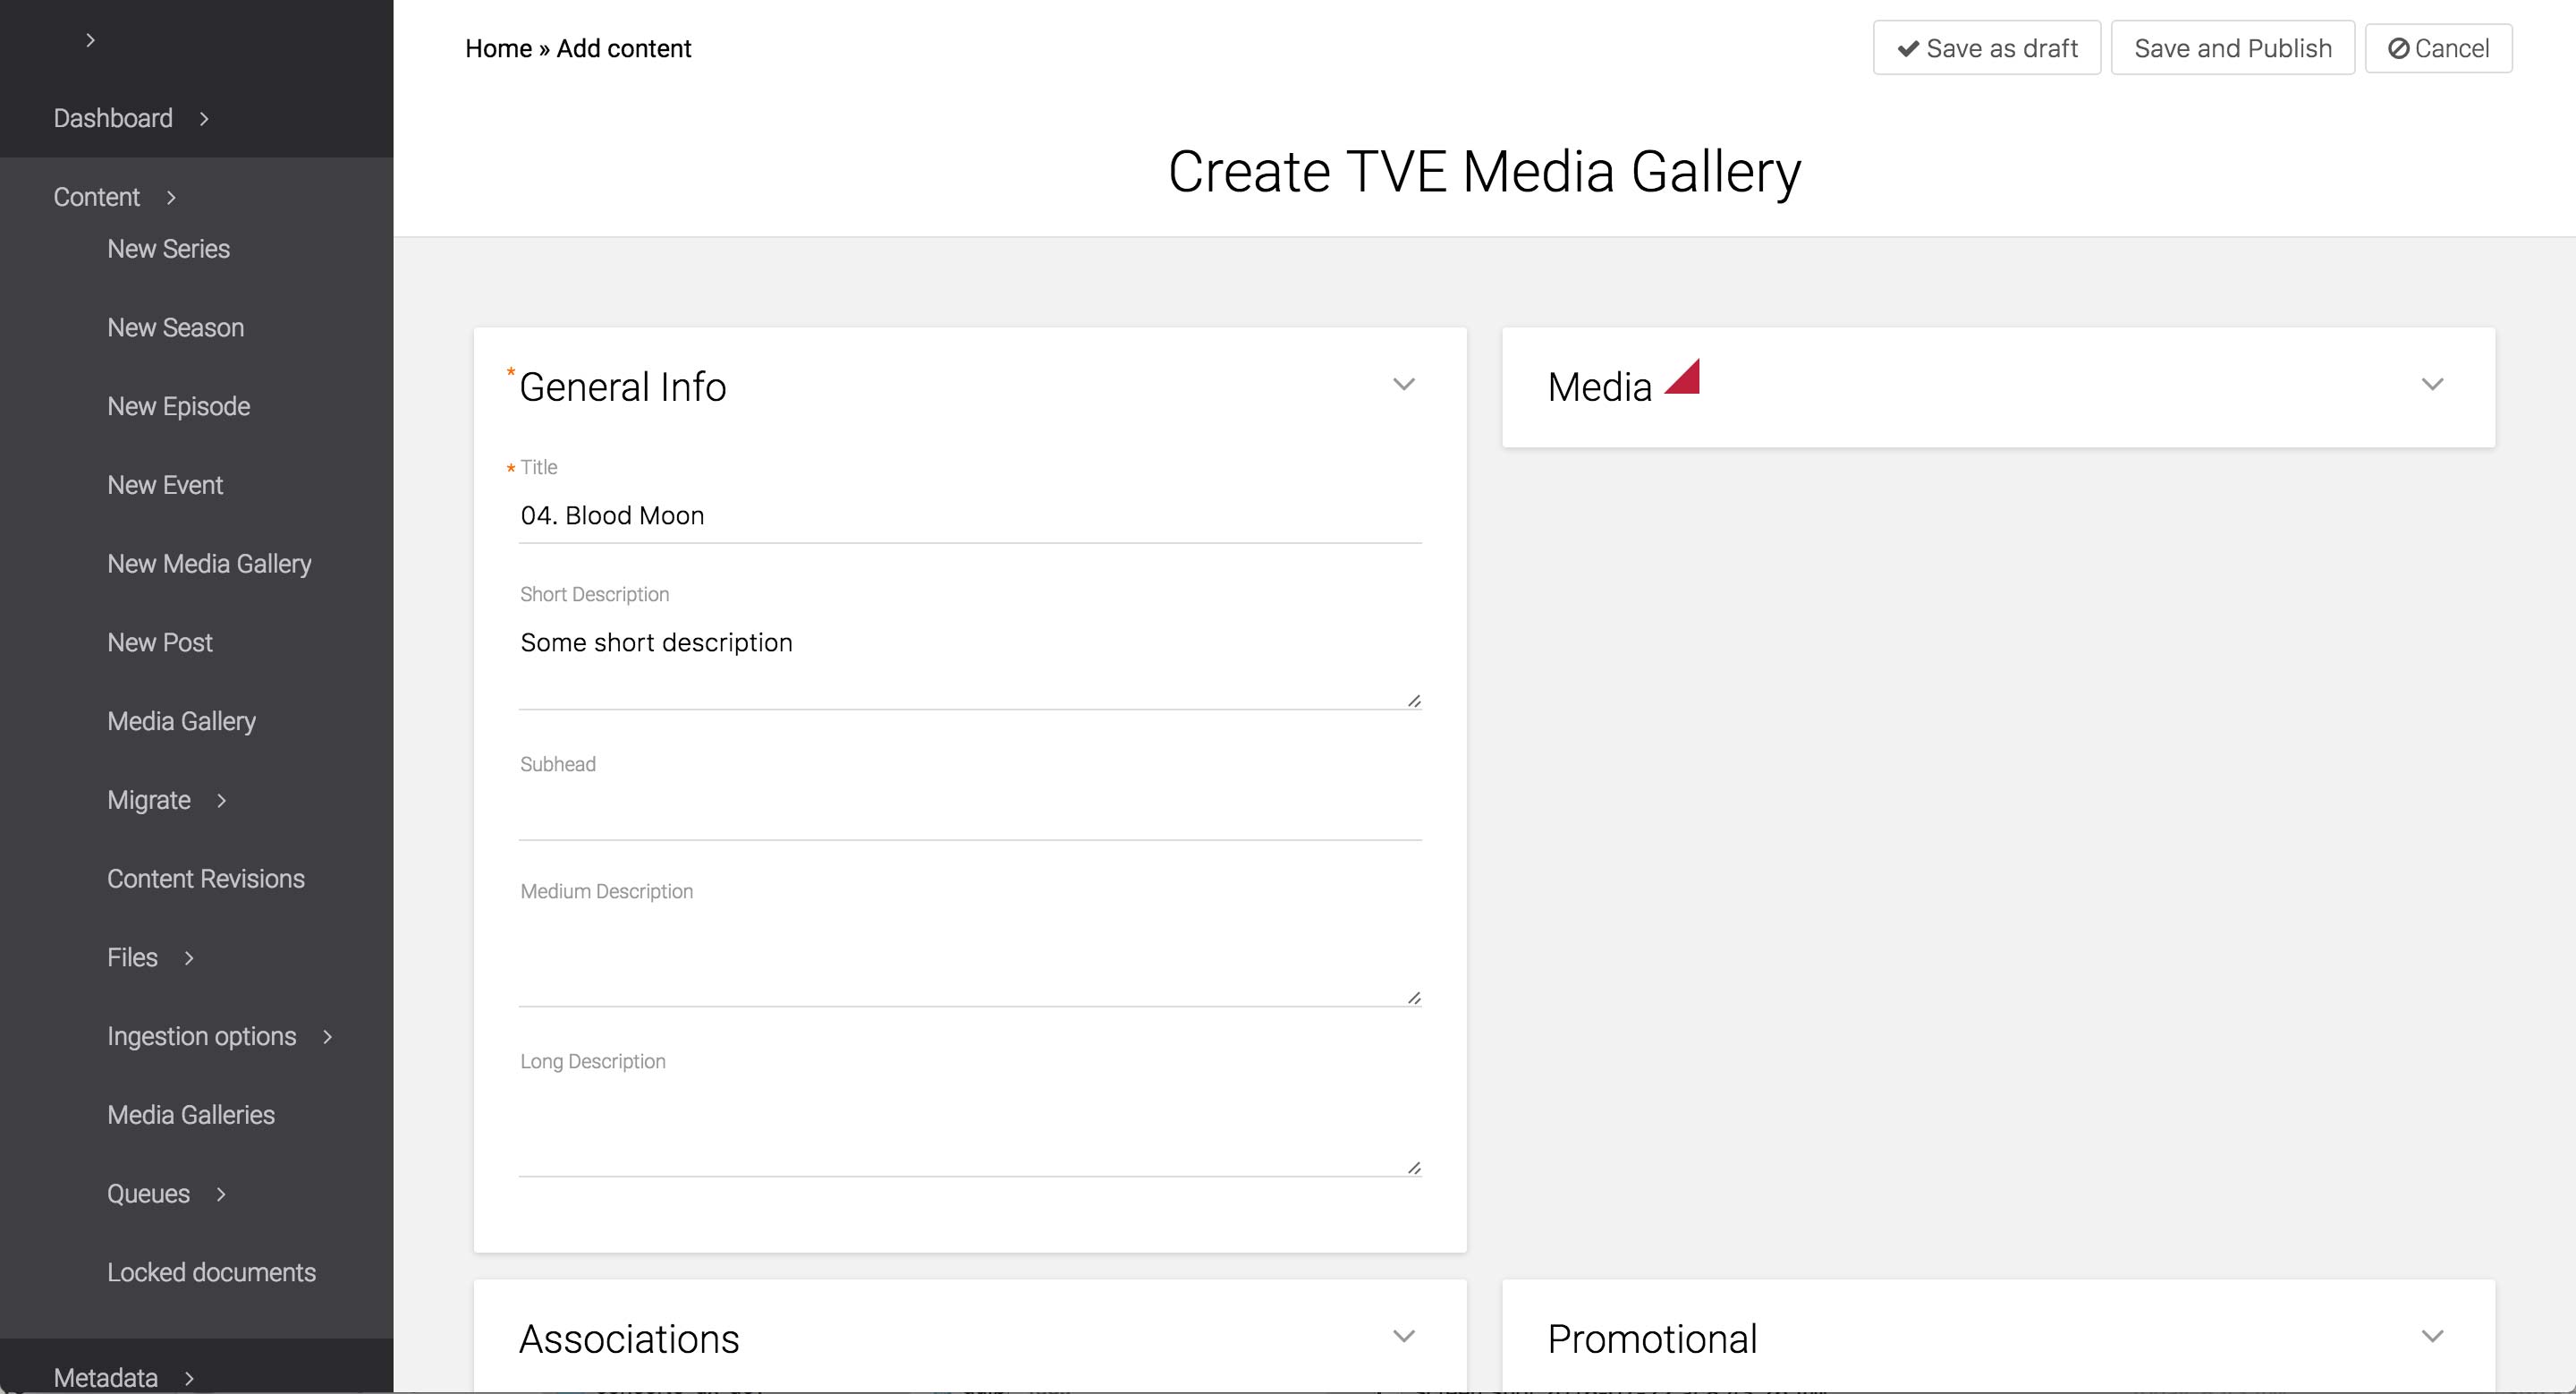 Home » Add content
Save as draft
Save and Publish
Cancel
Dashboard
Content
New Series
New Season
New Episode
New Event
New Media Gallery
New Post
Media Gallery
Migrate
Content Revisions
Files
Ingestion options
Media Galleries
Queues
Locked documents
Metadata
Create TVE Media Gallery
* General Info
* Title
04. Blood Moon
Short Description
Some short description
Subhead
Medium Description
Long Description
Media
Associations
Promotional